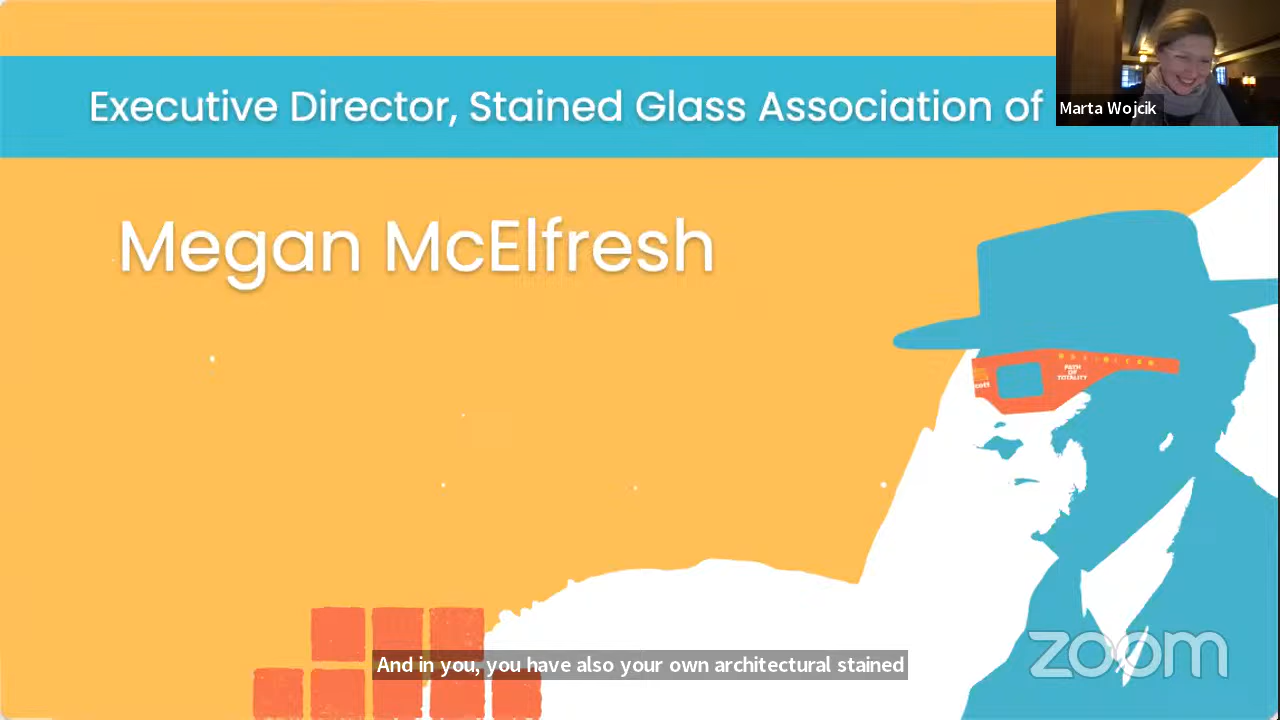 Executive Director, Stained Glass Association of
Marta Wojcik
Megan McElfresh
PATH
OF
TOTALITY
And in you, you have also your own architectural stained
zoom